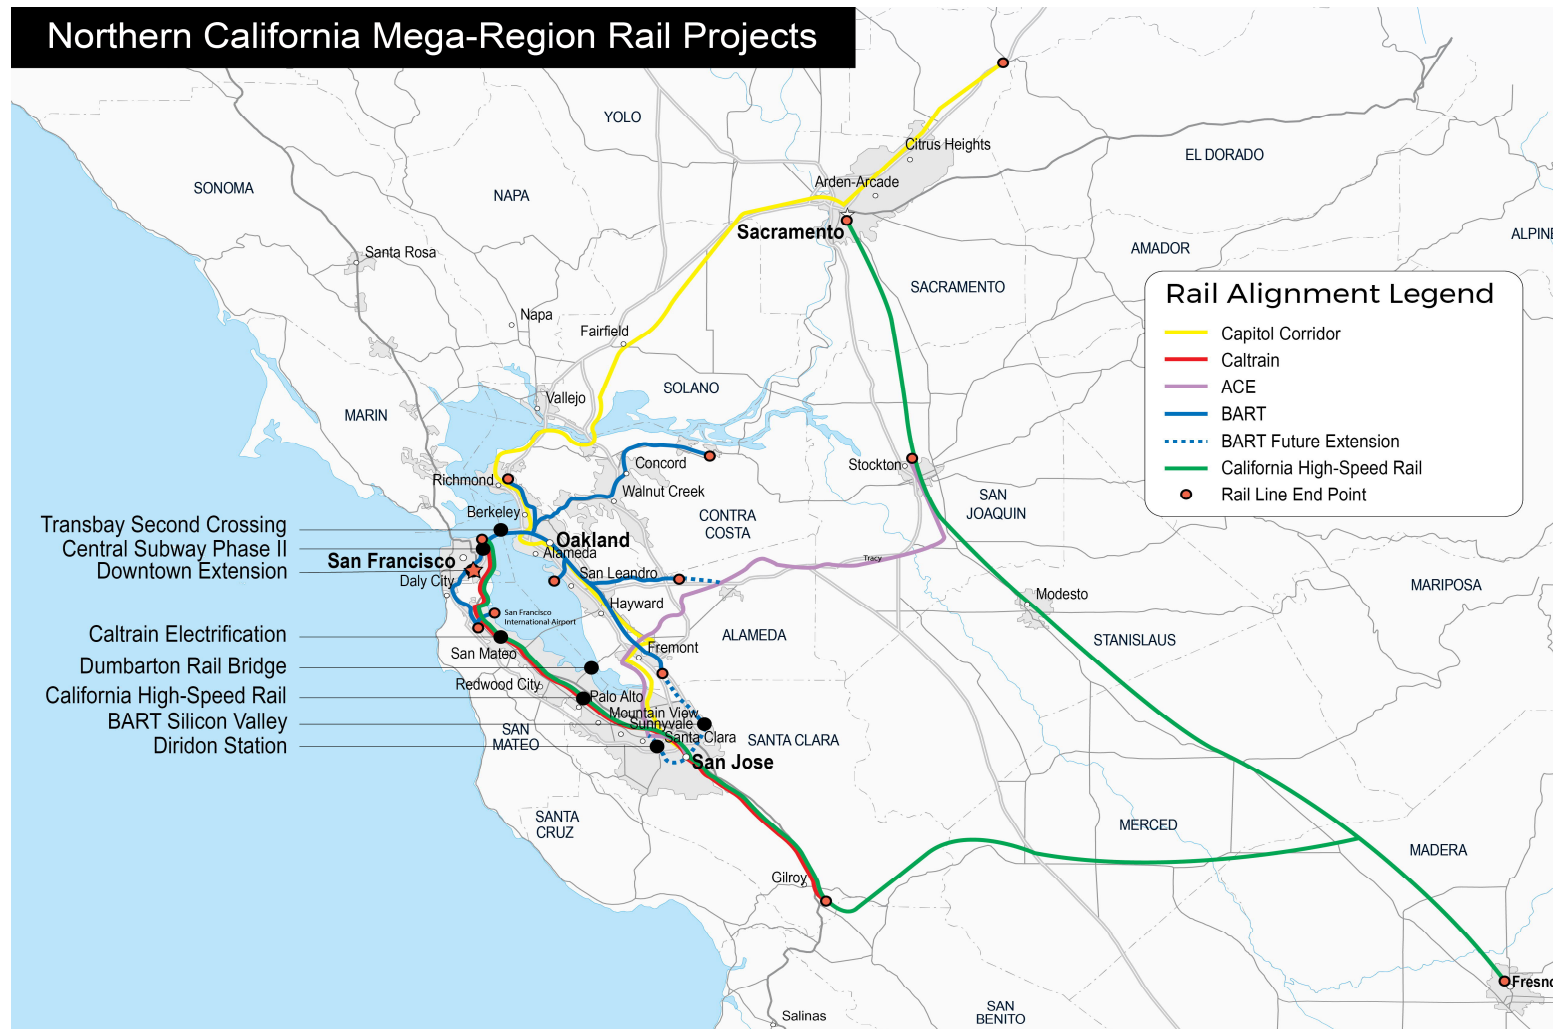 Northern California Mega-Region Rail Projects
YOLO
Citrus Heights
EL DORADO
SONOMA
NAPA
Arden-Arcade
Sacramento
ALPINE
AMADOR
Santa Rosa
SACRAMENTO
Rail Alignment Legend
Capitol Corridor
Caltrain
ACE
BART
BART Future Extension
California High-Speed Rail
Rail Line End Point
Napa
Fairfield
SOLANO
Vallejo
MARIN
Concord
Stockton
Richmond
Walnut Creek
SAN
JOAQUIN
Berkeley
CONTRA
COSTA
Transbay Second Crossing
Central Subway Phase II
Downtown Extension
Oakland
San Francisco
Alameda
Tracy
Daly City
San Leandro
MARIPOSA
Modesto
Hayward
San Francisco
International Airport
Caltrain Electrification
ALAMEDA
STANISLAUS
San Mateo
Fremont
Dumbarton Rail Bridge
Redwood City
California High-Speed Rail
Palo Alto
Mountain View
BART Silicon Valley
Sunnyvale
SAN
MATEO
Santa Clara
SANTA CLARA
Diridon Station
San Jose
SANTA
CRUZ
MERCED
MADERA
Gilroy
Fresno
SAN
BENITO
Salinas